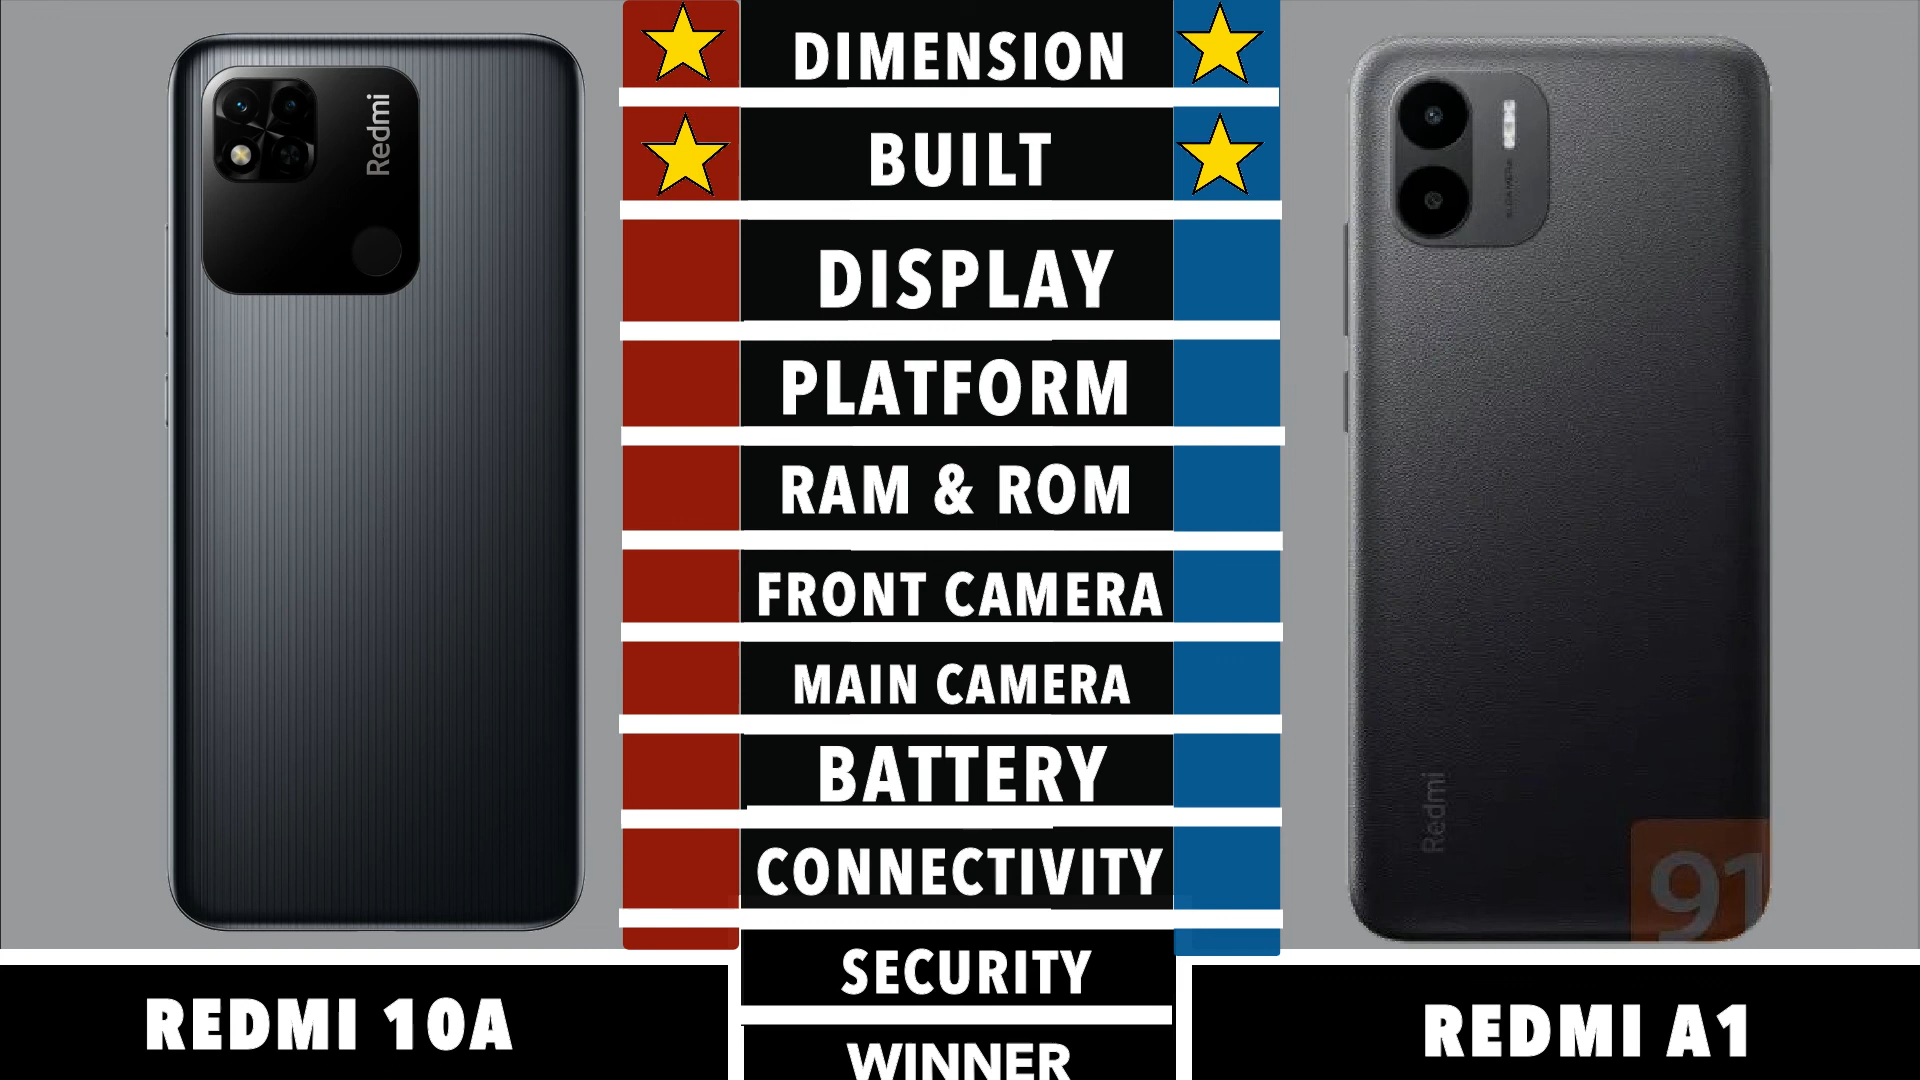 DIMENSION
BUILT
DISPLAY
PLATFORM
RAM & ROM
FRONT CAMERA
MAIN CAMERA
BATTERY
CONNECTIVITY
SECURITY
WINNER
Redmi
Redmi
91
REDMI 10A
REDMI A1